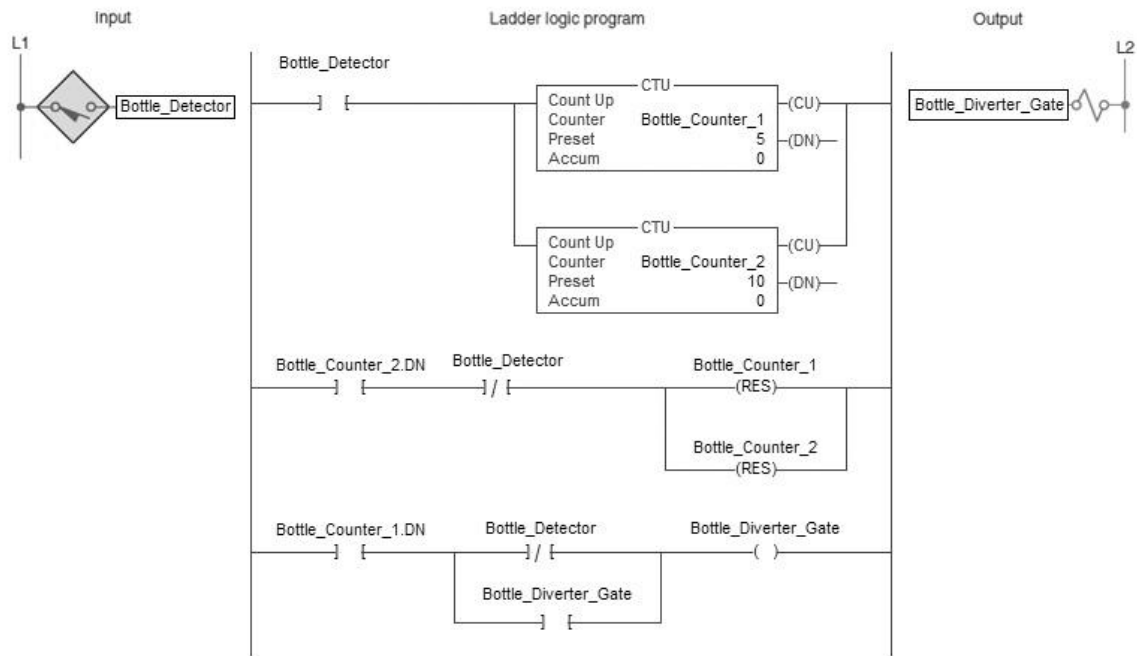 Input
Ladder logic program
Output
L1
L2
Bottle_Detector
Bottle_Detector
CTU
Count Up
Counter Bottle_Counter_1
Preset 5
Accum 0
(CU)
(DN)
Bottle_Diverter_Gate
CTU
Count Up
Counter Bottle_Counter_2
Preset 10
Accum 0
(CU)
(DN)
Bottle_Counter_2.DN
Bottle_Detector
Bottle_Counter_1
(RES)
Bottle_Counter_2
(RES)
Bottle_Counter_1.DN
Bottle_Detector
Bottle_Diverter_Gate
Bottle_Diverter_Gate